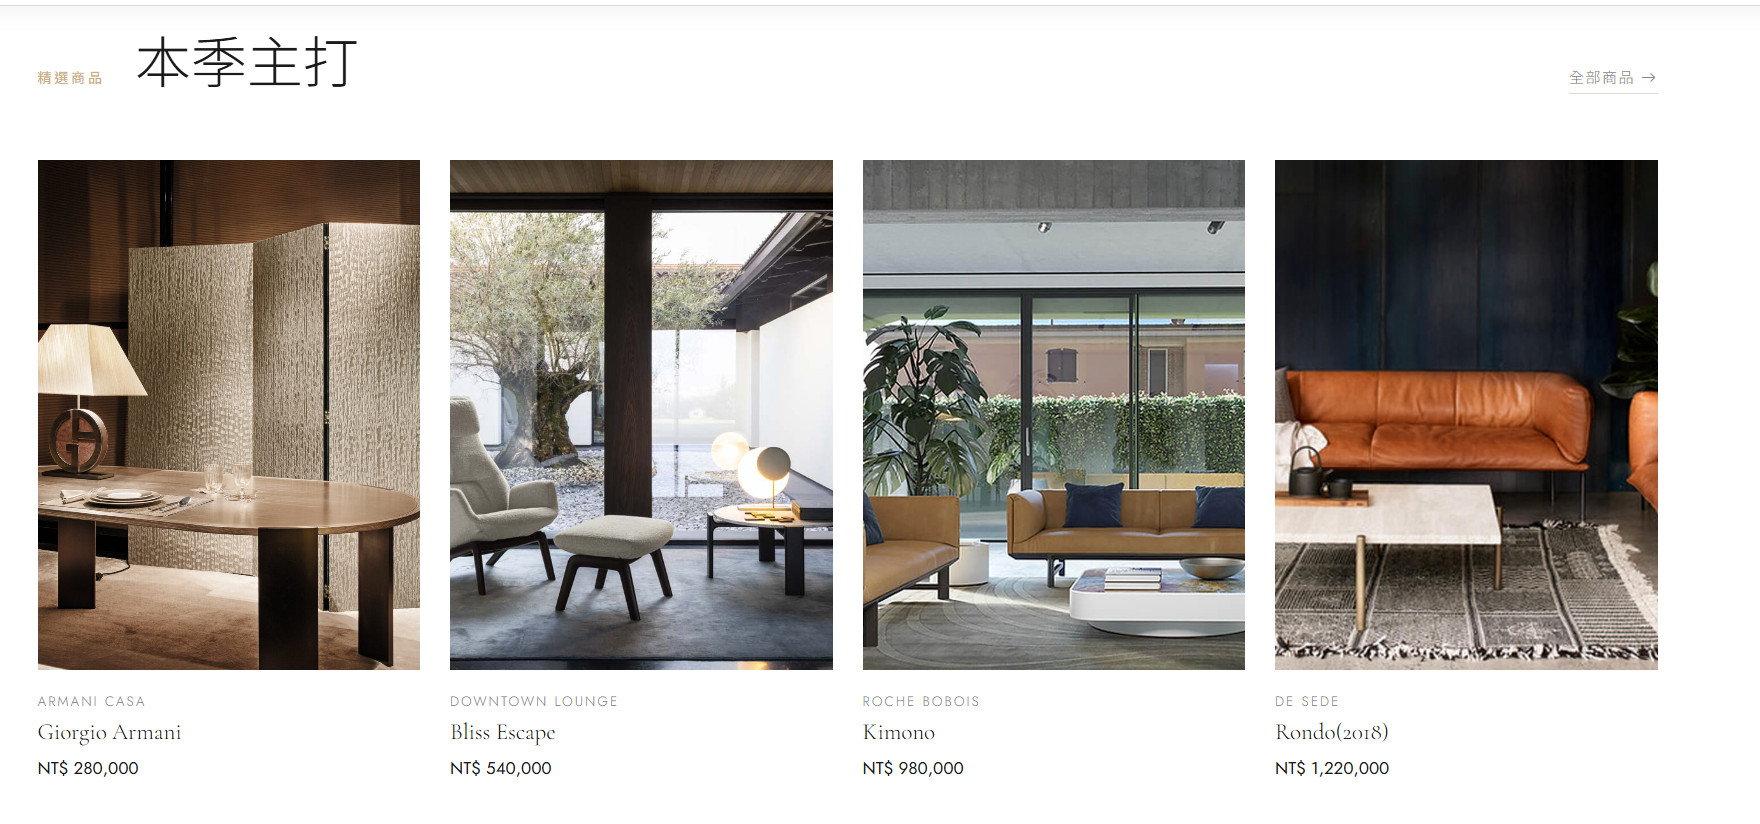 精選商品
本季主打
全部商品 →
ARMANI CASA
Giorgio Armani
NT$ 280,000
DOWNTOWN LOUNGE
Bliss Escape
NT$ 540,000
ROCHE BOBOIS
Kimono
NT$ 980,000
DE SEDE
Rondo(2018)
NT$ 1,220,000